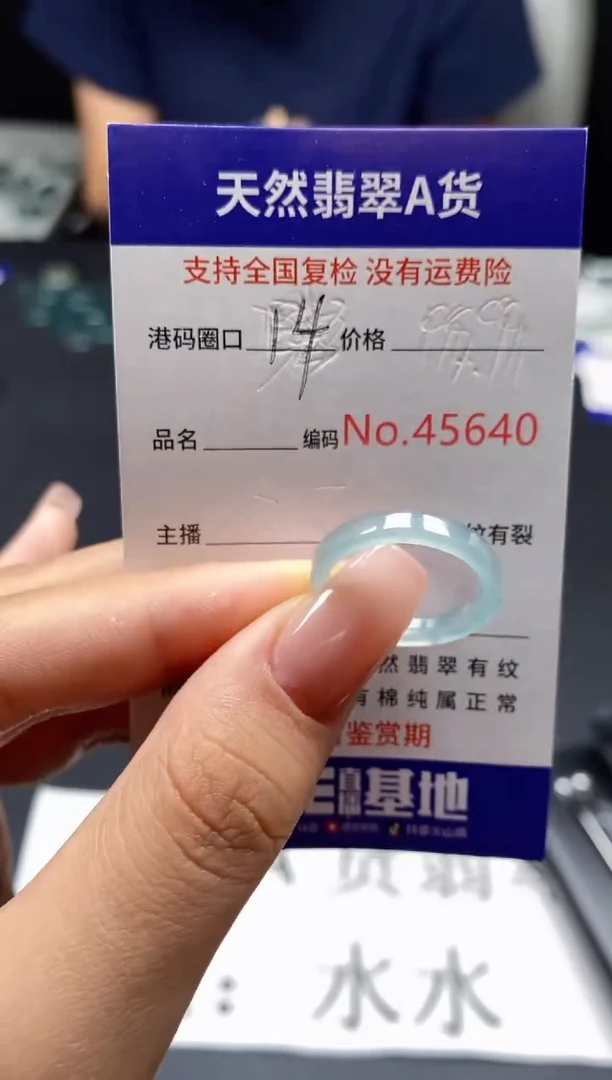 天然翡翠A货
支持全国复检 没有运费险
港码圈口 14 价格
品名 编码 No.45640
主播 有裂
然翡翠有纹
有棉纯属正常
鉴赏期
基地
水水